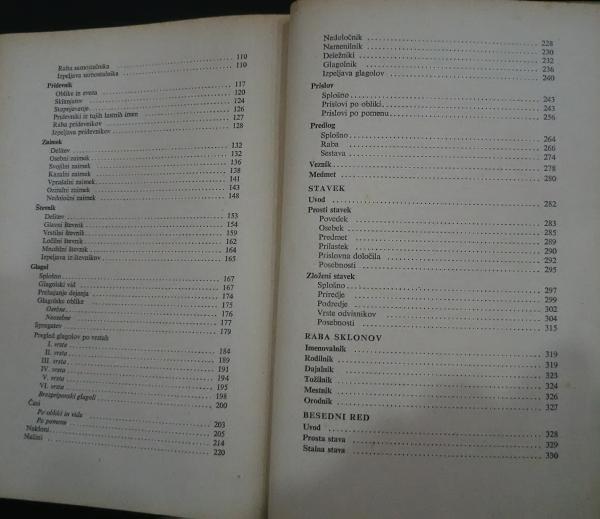 Raba samostalnika 110
Izpeljava samostalnika 110
Pridevnik 117
Oblike in vrsta 120
Sklanjatev 124
Stopnjevanje 126
Pridevniki iz tujih lastnih imen 127
Raba pridevnikov 128
Izpeljava pridevnikov
Zaimek
Delitev 132
Osebni zaimek 132
Svojilni zaimek 136
Kazalni zaimek 138
Vprašalni zaimek 141
Oziralni zaimek 143
Nedoločni zaimek 148
Števnik
Delitev 153
Glavni števnik 154
Vrstilni števnik 159
Ločilni števnik 162
Množilni števnik 164
Izpeljava iz števnikov 165
Glagol
Splošno 167
Glagolski vid 167
Prehajanje dejanja 174
Glagolske oblike 175
Osebne 176
Neosebne 177
Spregatev 179
Pregled glagolov po vrstah
I. vrsta 184
II. vrsta 189
III. vrsta 191
IV. vrsta 194
V. vrsta 195
VI. vrsta 198
Brezpriponski glagoli 200
Časi
Po obliki in vidu 203
Po pomenu 205
Nakloni 214
Načini 220
Nedoločnik 228
Namenilnik 230
Deležniki 232
Glagolnik 236
Izpeljava glagolov 240
Prislov
Splošno 243
Prislovi po obliki 243
Prislovi po pomenu 256
Predlog
Splošno 264
Raba 266
Sestava 274
Veznik 278
Medmet 280
STAVEK
Uvod 282
Prosti stavek
Povedek 283
Osebek 285
Predmet 289
Prilastek 290
Prislovna določila 292
Posebnosti 295
Zloženi stavek
Splošno 297
Priredje 299
Podredje 302
Vrste odvisnikov 304
Posebnosti 315
RABA SKLONOV
Imenovalnik 319
Rodilnik 319
Dajalnik 323
Tožilnik 324
Mestnik 326
Orodnik 327
BESEDNI RED
Uvod 328
Prosta stava 329
Stalna stava 330